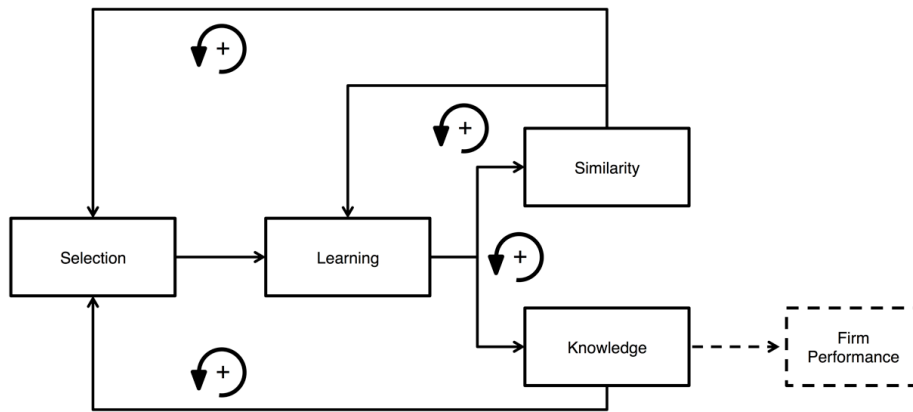 +
+
Similarity
Selection
Learning
+
Knowledge
Firm
Performance
+